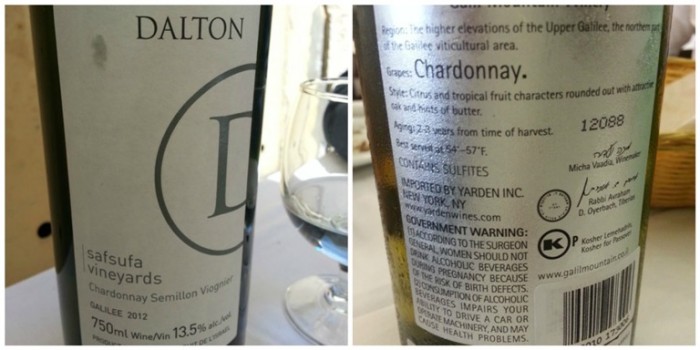 DALTON
D
safsufa
vineyards
Chardonnay Semillon Viognier
GALILEE 2012
750ml Wine/Vin 13.5% alc./vol.
Region: The higher elevations of the Upper Galilee, the northern part
of the Galilee viticultural area.
Grapes: Chardonnay.
Style: Citrus and tropical fruit characters rounded out with attractive
oak and hints of butter.
Aging: 2-3 years from time of harvest.
12088
Best served at 54°-57°F.
CONTAINS SULFITES
Micha Vaadia, Winemaker
IMPORTED BY YARDEN INC.
NEW YORK, NY
www.yardenwines.com
Rabbi Avraham
D. Oyerbach, Tiberias
GOVERNMENT WARNING:
(1) ACCORDING TO THE SURGEON
GENERAL, WOMEN SHOULD NOT
DRINK ALCOHOLIC BEVERAGES
DURING PREGNANCY BECAUSE
OF THE RISK OF BIRTH DEFECTS.
(2) CONSUMPTION OF ALCOHOLIC
BEVERAGES IMPAIRS YOUR
ABILITY TO DRIVE A CAR OR
OPERATE MACHINERY, AND MAY
CAUSE HEALTH PROBLEMS.
K P
Kosher Lemehadrin,
Kosher for Passover
www.galilmountain.co.il